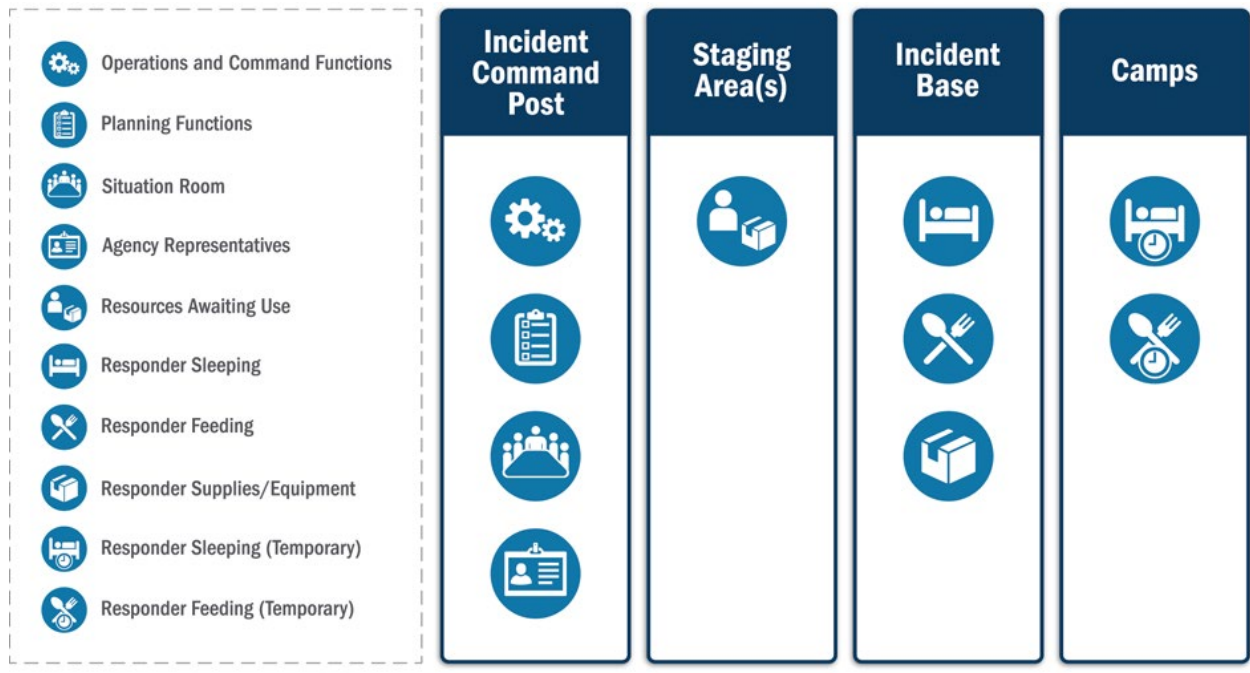 Operations and Command Functions
Planning Functions
Situation Room
Agency Representatives
Resources Awaiting Use
Responder Sleeping
Responder Feeding
Responder Supplies/Equipment
Responder Sleeping (Temporary)
Responder Feeding (Temporary)
Incident
Command
Post
Staging
Area(s)
Incident
Base
Camps